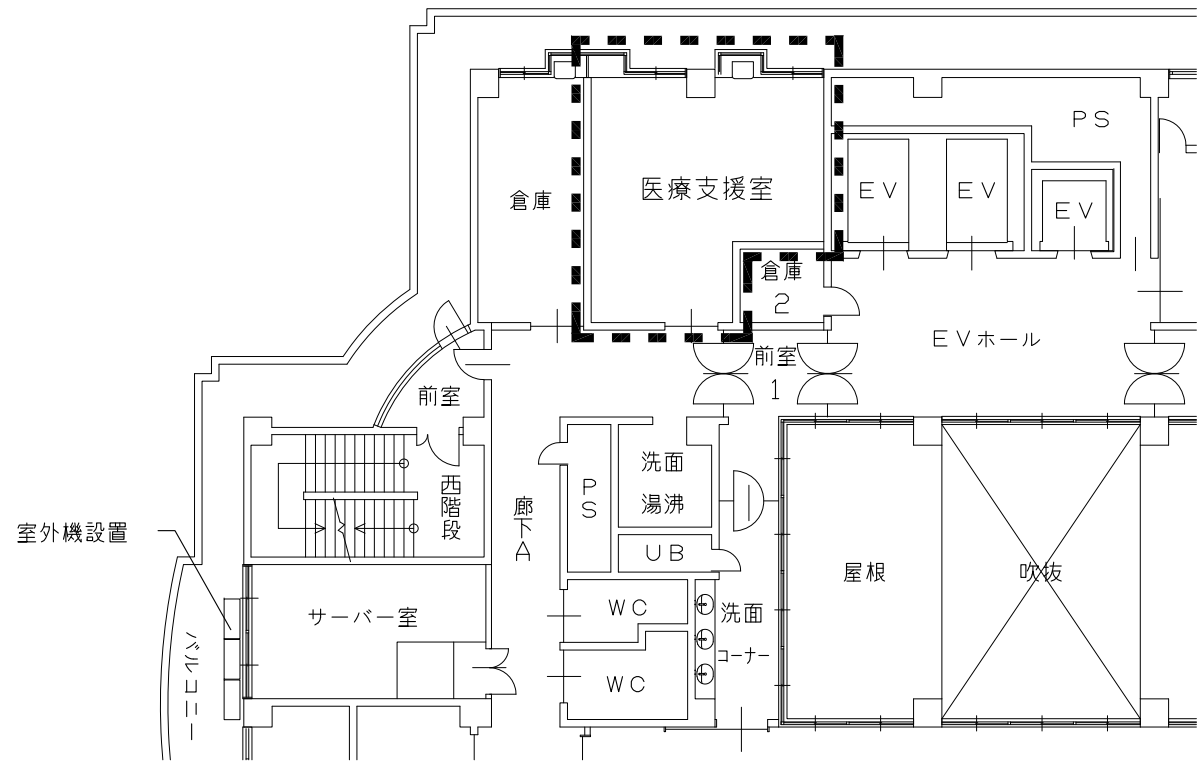 PS
医療支援室
倉庫
EV
EV
EV
倉庫
2
EVホール
前室
1
前室
洗面
湯沸
PS
西階段
廊下A
室外機設置
UB
屋根
吹抜
サーバー室
WC
洗面
コーナー
バルコニー
WC